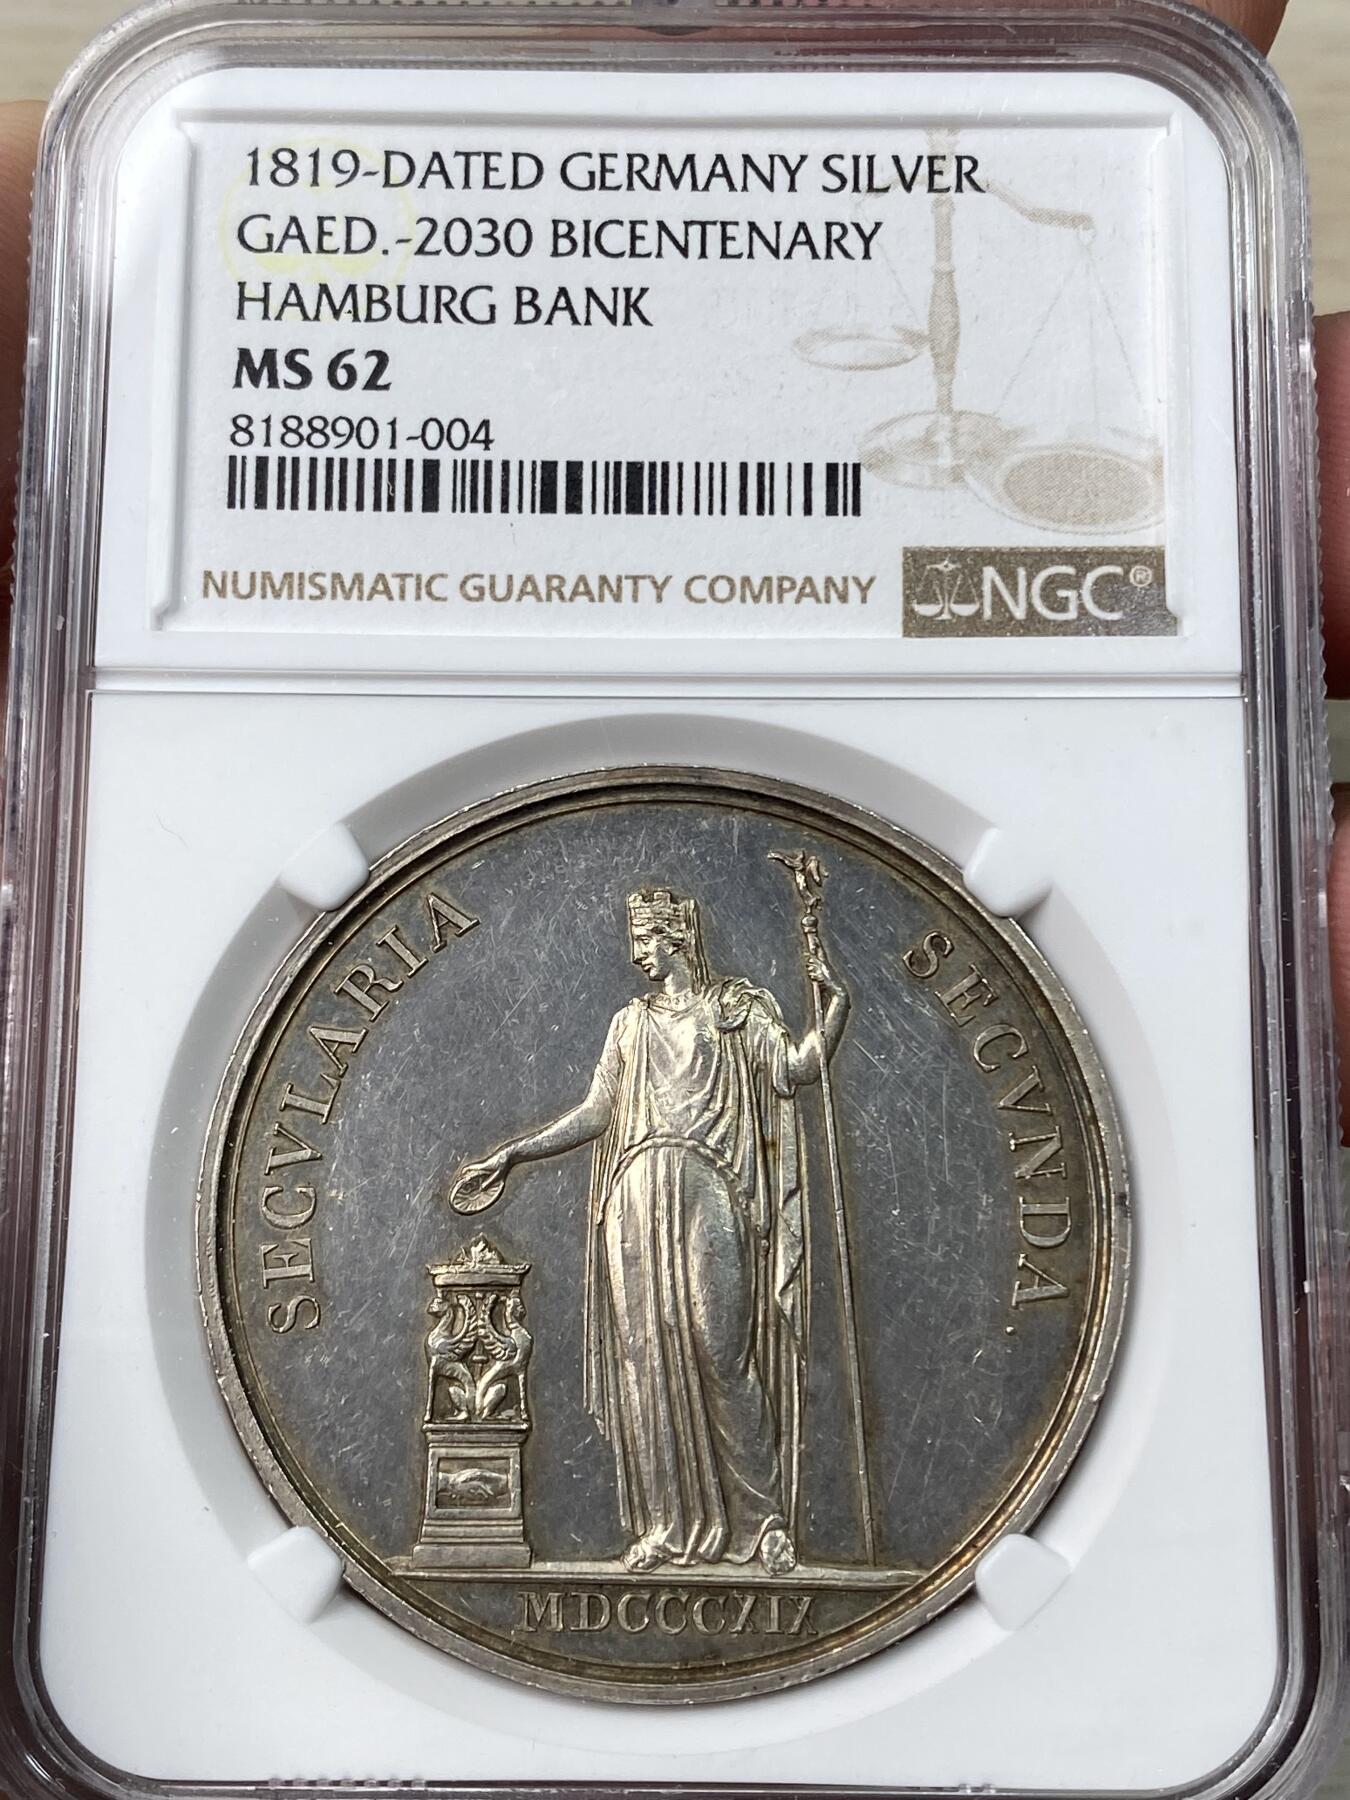 1819-DATED GERMANY SILVER
GAED.-2030 BICENTENARY
HAMBURG BANK
MS 62
8188901-004
NUMISMATIC GUARANTY COMPANY
NGC®
SECVLARIA SECVNDA.
MDCCCXIX